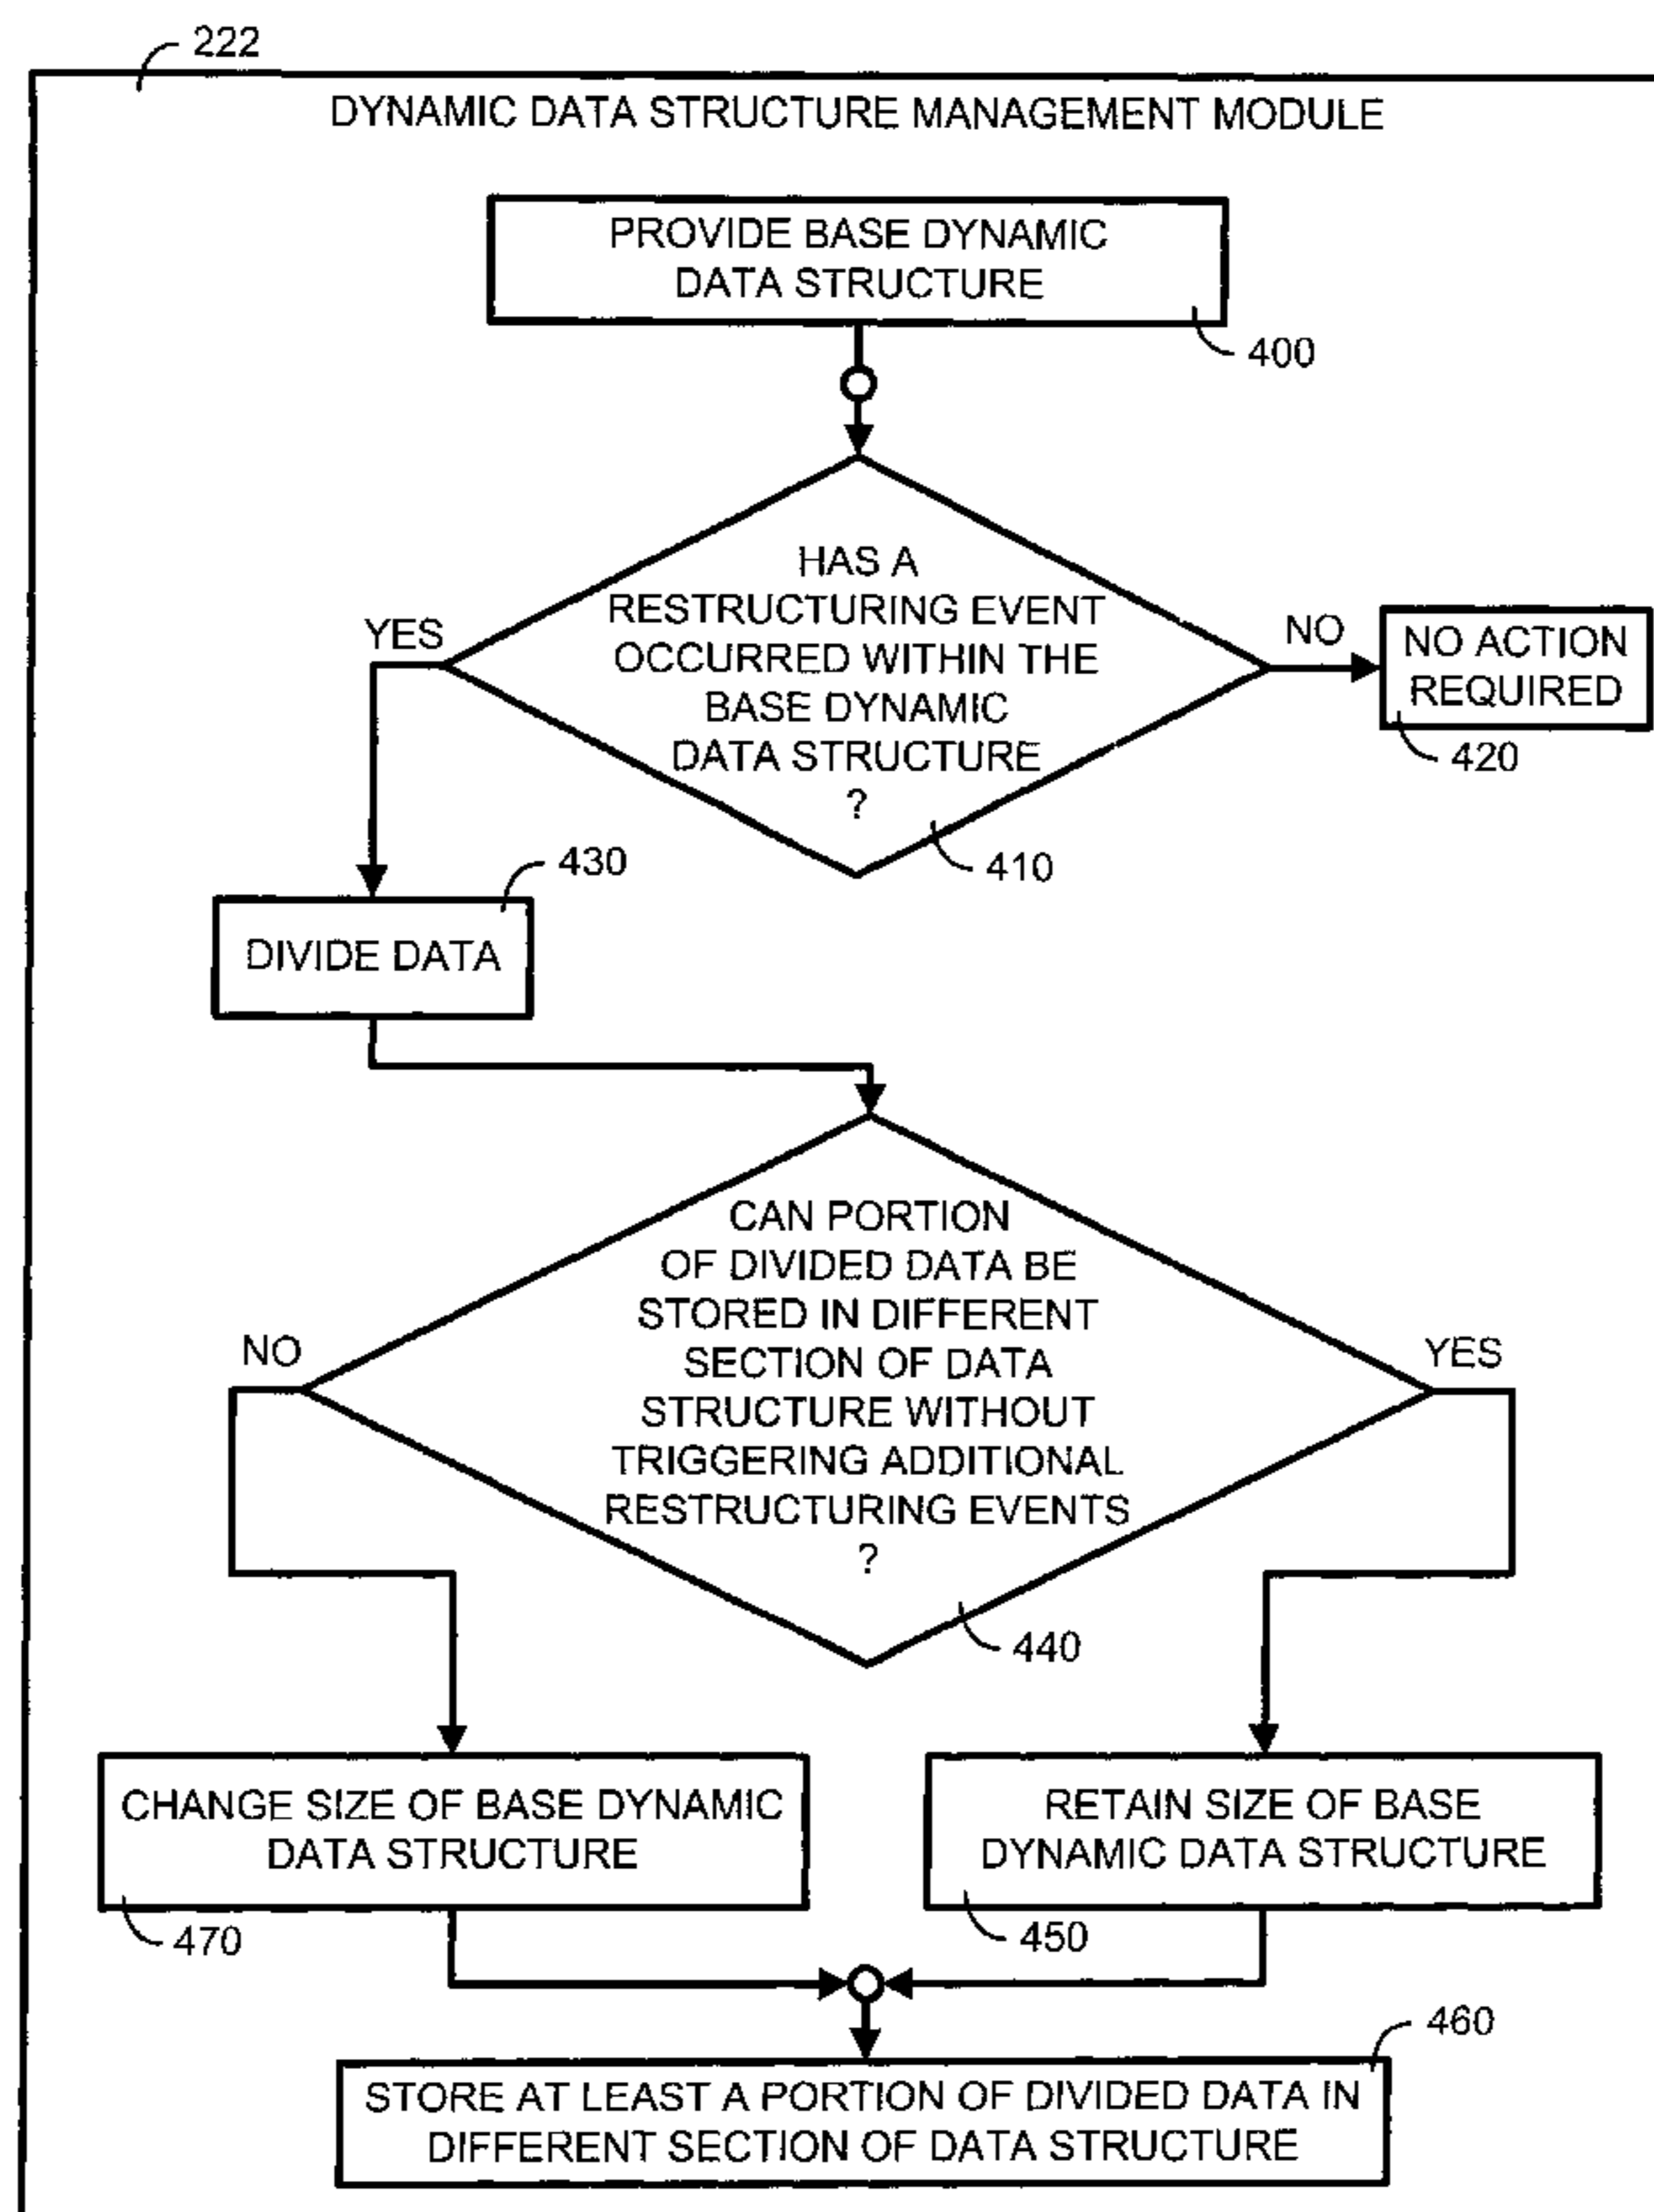 222
DYNAMIC DATA STRUCTURE MANAGEMENT MODULE
PROVIDE BASE DYNAMIC
DATA STRUCTURE
400
HAS A
RESTRUCTURING EVENT
OCCURRED WITHIN THE
BASE DYNAMIC
DATA STRUCTURE
?
410
YES
NO
NO ACTION
REQUIRED
420
430
DIVIDE DATA
CAN PORTION
OF DIVIDED DATA BE
STORED IN DIFFERENT
SECTION OF DATA
STRUCTURE WITHOUT
TRIGGERING ADDITIONAL
RESTRUCTURING EVENTS
?
440
NO
YES
CHANGE SIZE OF BASE DYNAMIC
DATA STRUCTURE
470
RETAIN SIZE OF BASE
DYNAMIC DATA STRUCTURE
450
460
STORE AT LEAST A PORTION OF DIVIDED DATA IN
DIFFERENT SECTION OF DATA STRUCTURE